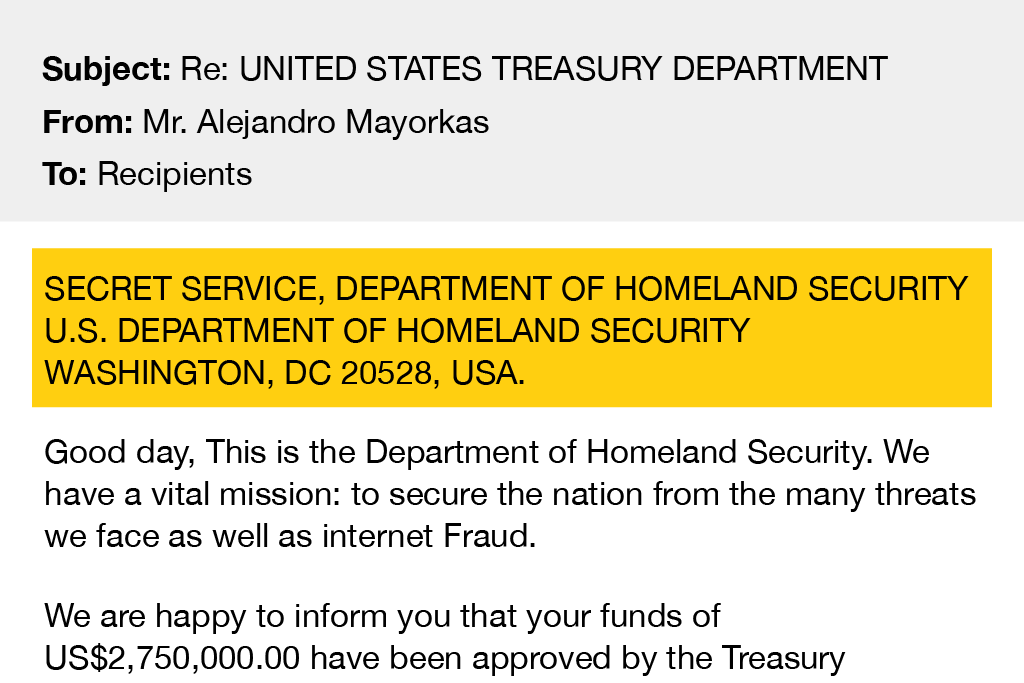 Subject: Re: UNITED STATES TREASURY DEPARTMENT
From: Mr. Alejandro Mayorkas
To: Recipients
SECRET SERVICE, DEPARTMENT OF HOMELAND SECURITY
U.S. DEPARTMENT OF HOMELAND SECURITY
WASHINGTON, DC 20528, USA.
Good day, This is the Department of Homeland Security. We
have a vital mission: to secure the nation from the many threats
we face as well as internet Fraud.
We are happy to inform you that your funds of
US$2,750,000.00 have been approved by the Treasury